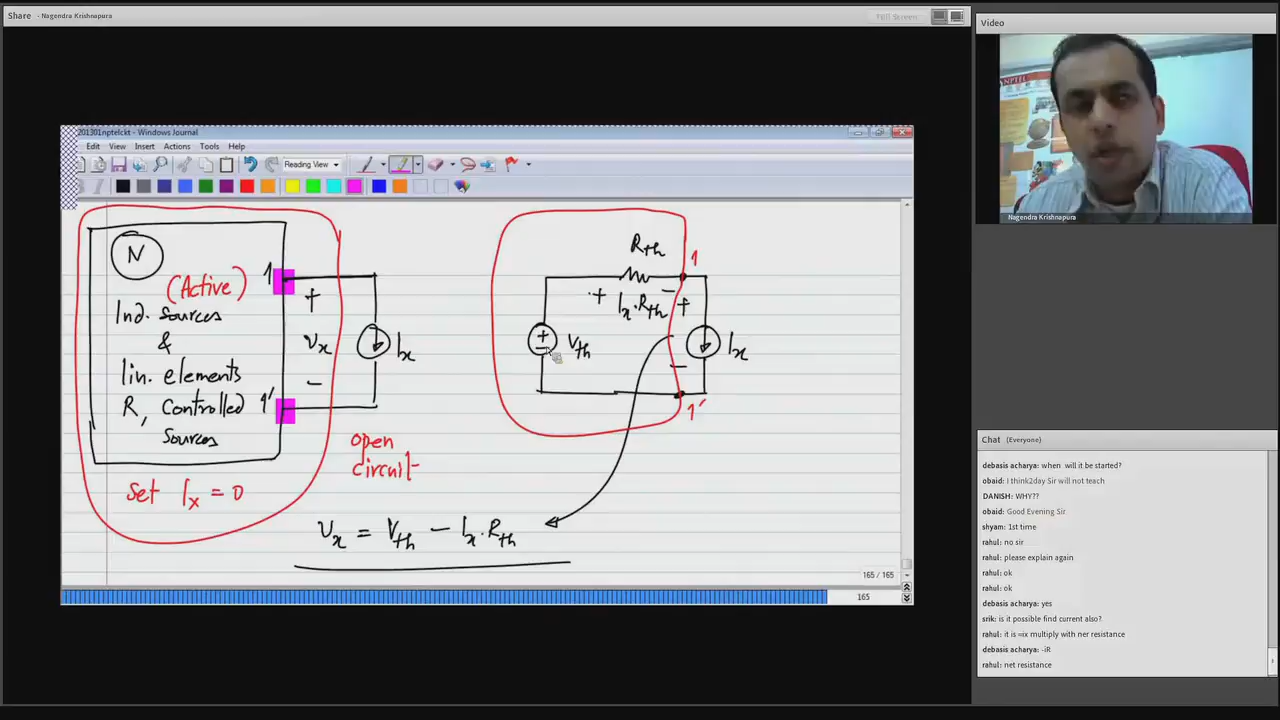 Share - Nagendra Krishnapura
Full Screen
Video
Nagendra Krishnapura
201301nptelckt - Windows Journal
Edit View Insert Actions Tools Help
Reading View
N
(Active)
Ind. sources
&
lin. elements
R, Controlled
Sources
Set Ix = 0
1
+
Vx
-
1'
Ix
open
circuit
Rth
1
+ Ix.Rth -
+
Vth
+
-
-
Ix
1'
Vx = Vth - Ix.Rth
165 / 165
165
Chat (Everyone)
debasis acharya: when will it be started?
obaid: I think2day Sir will not teach
DANISH: WHY??
obaid: Good Evening Sir
shyam: 1st time
rahul: no sir
rahul: please explain again
rahul: ok
rahul: ok
debasis acharya: yes
srik: is it possible find current also?
rahul: it is =ix multiply with ner resistance
debasis acharya: -iR
rahul: net resistance